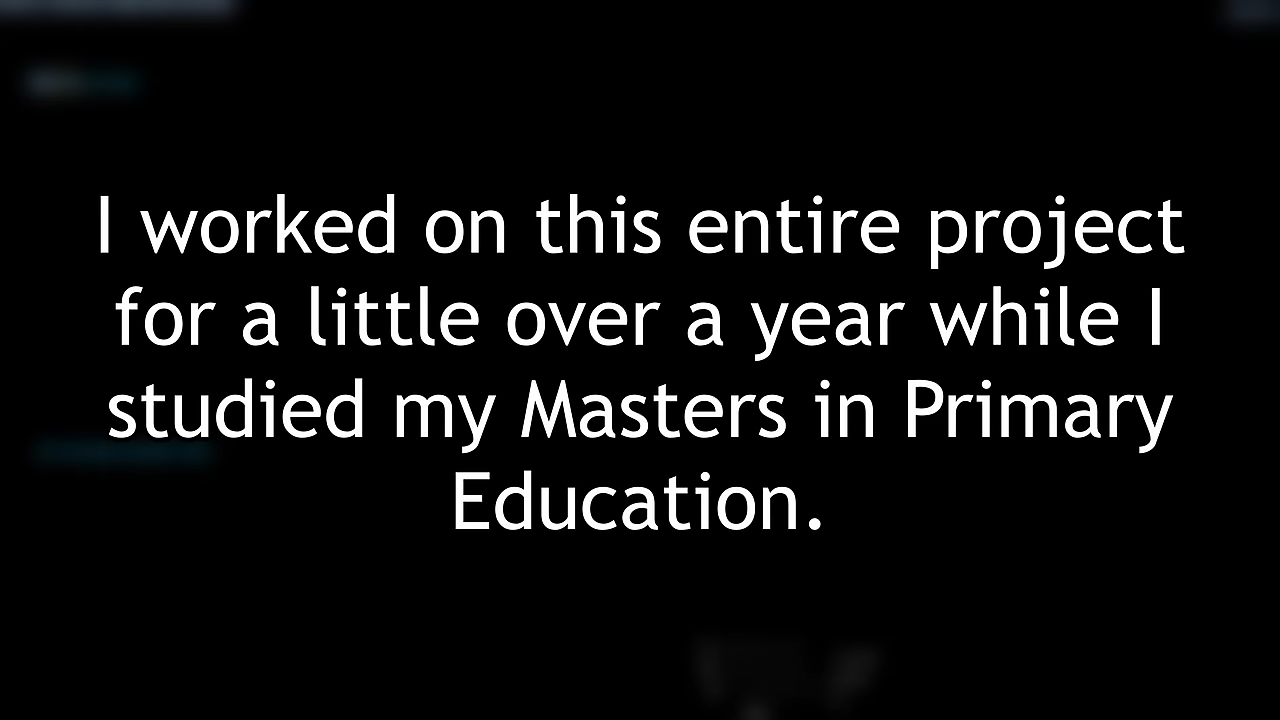 I worked on this entire project
for a little over a year while I
studied my Masters in Primary
Education.